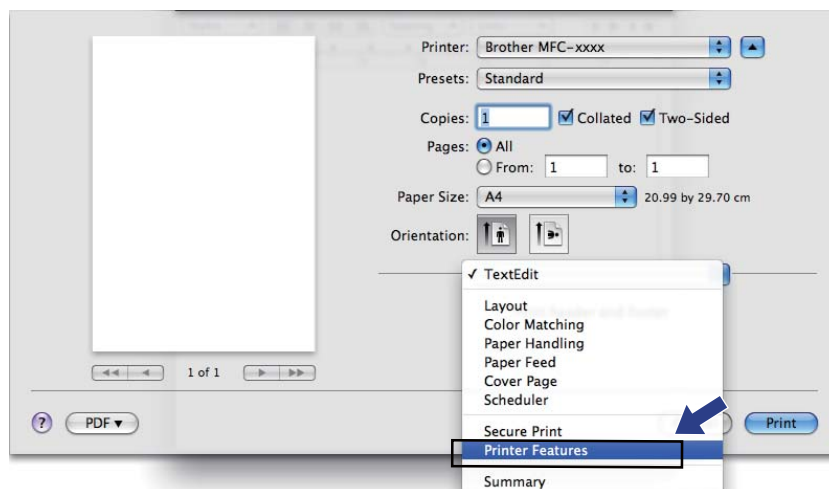 Printer: Brother MFC-xxxx
Presets: Standard
Copies: 1 Collated Two-Sided
Pages: All
From: 1 to: 1
Paper Size: A4 20.99 by 29.70 cm
Orientation:
✓ TextEdit
Layout
Color Matching
Paper Handling
Paper Feed
Cover Page
Scheduler
Secure Print
Printer Features
Summary
1 of 1
? PDF ▼
Print